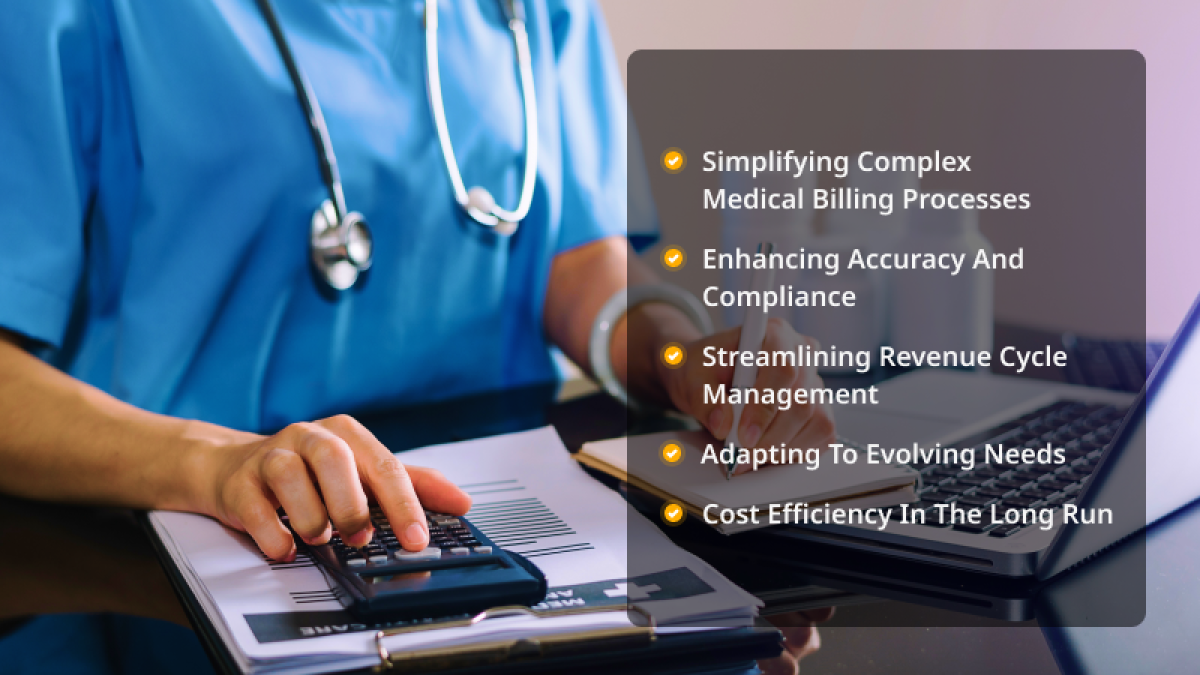 Simplifying Complex
Medical Billing Processes
Enhancing Accuracy And
Compliance
Streamlining Revenue Cycle
Management
Adapting To Evolving Needs
Cost Efficiency In The Long Run